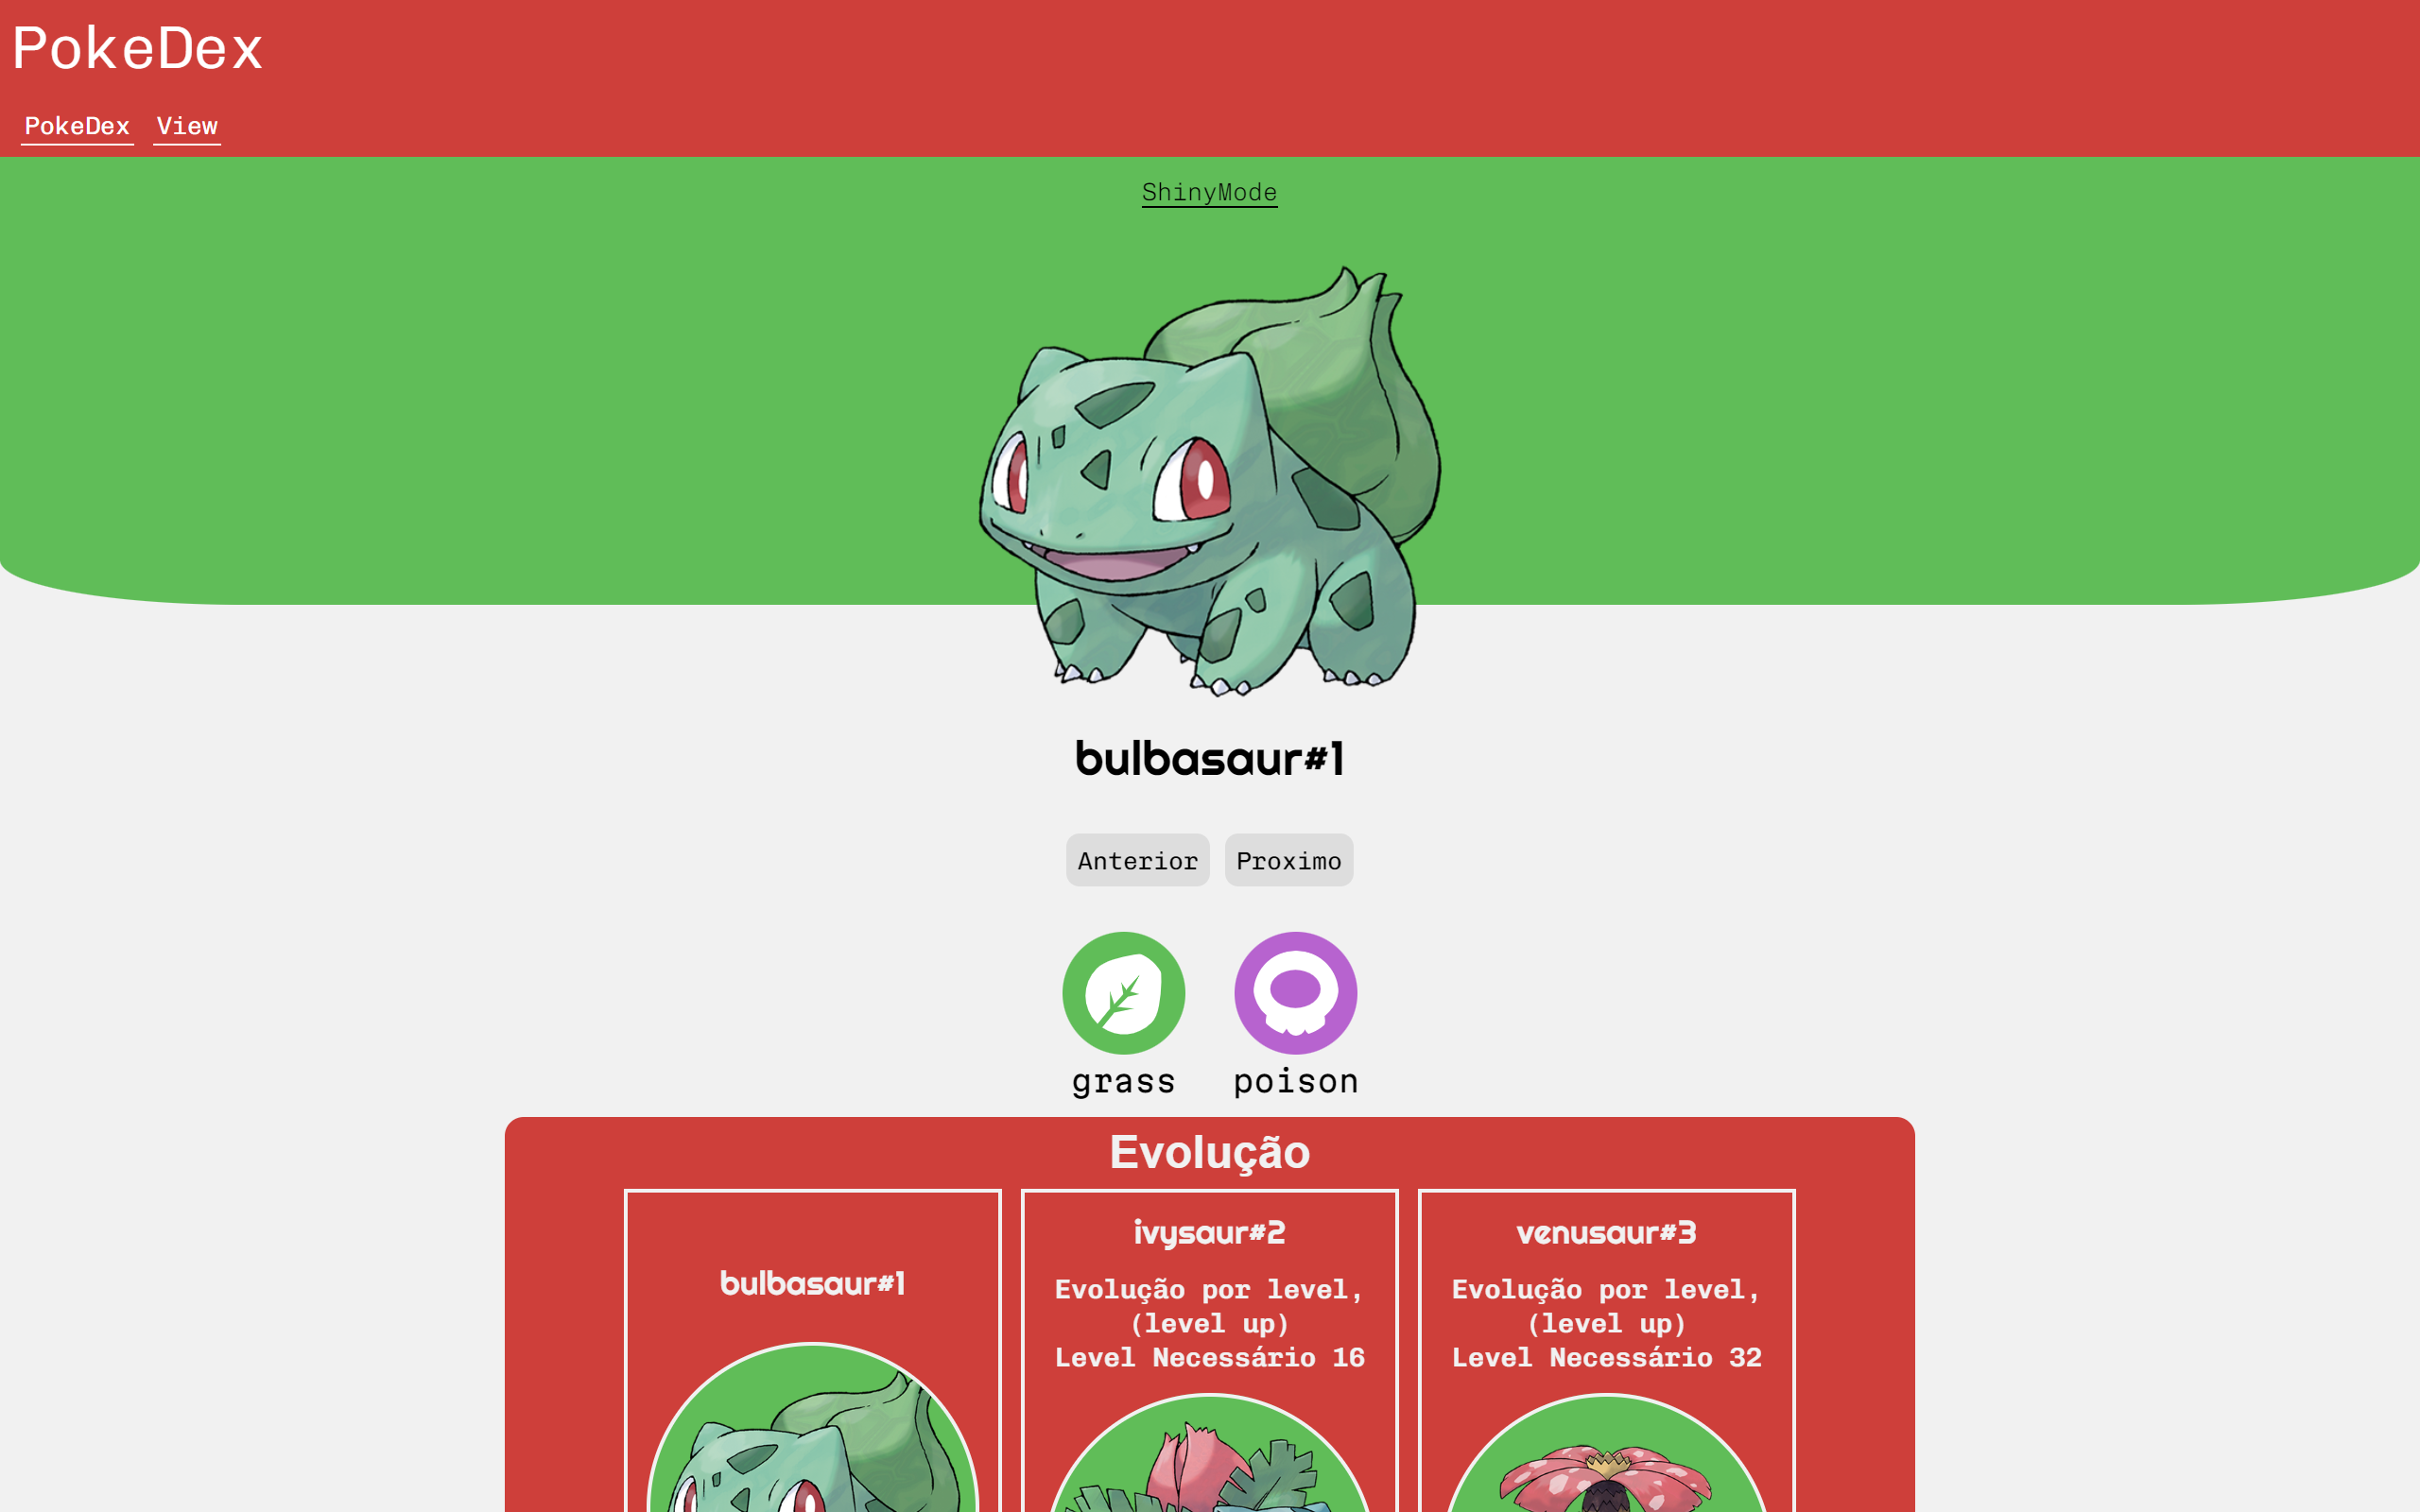 PokeDex
PokeDex View
ShinyMode
bulbasaur#1
Anterior Proximo
grass poison
Evolução
bulbasaur#1
ivysaur#2
Evolução por level,
(level up)
Level Necessário 16
venusaur#3
Evolução por level,
(level up)
Level Necessário 32